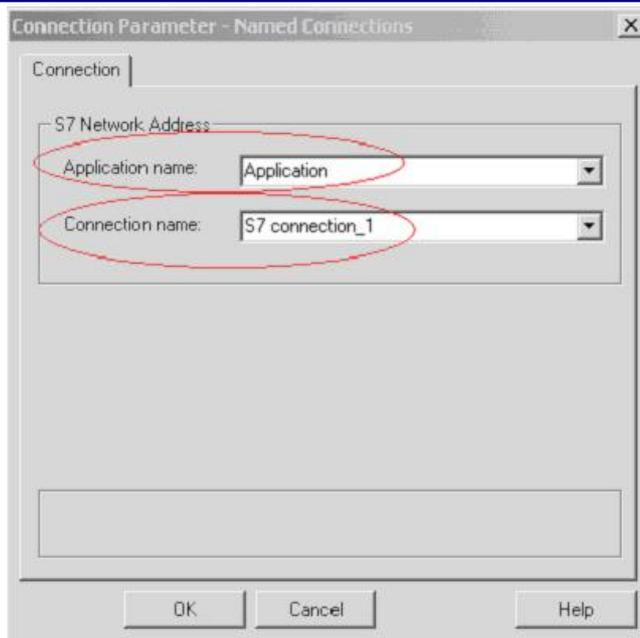 Connection Parameter - Named Connections
Connection
S7 Network Address
Application name:
Application
Connection name:
S7 connection_1
OK
Cancel
Help